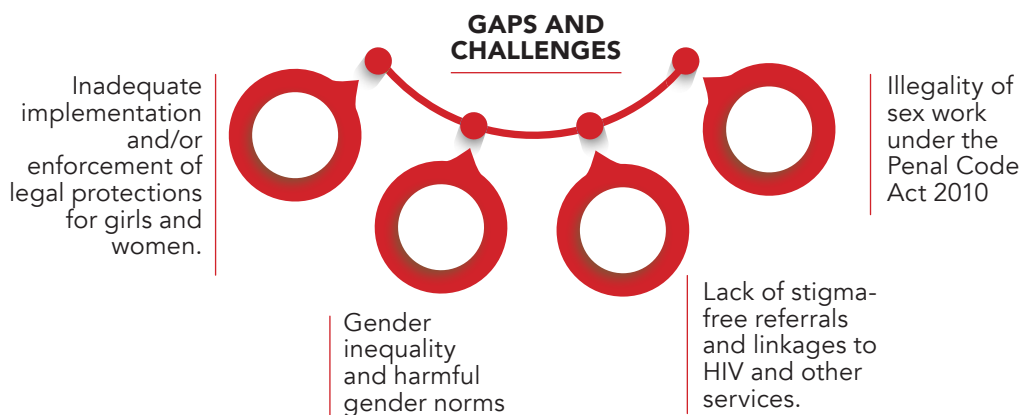 GAPS AND
CHALLENGES
Inadequate
implementation
and/or
enforcement of
legal protections
for girls and
women.
Gender
inequality
and harmful
gender norms
Lack of stigma-
free referrals
and linkages to
HIV and other
services.
Illegality of
sex work
under the
Penal Code
Act 2010